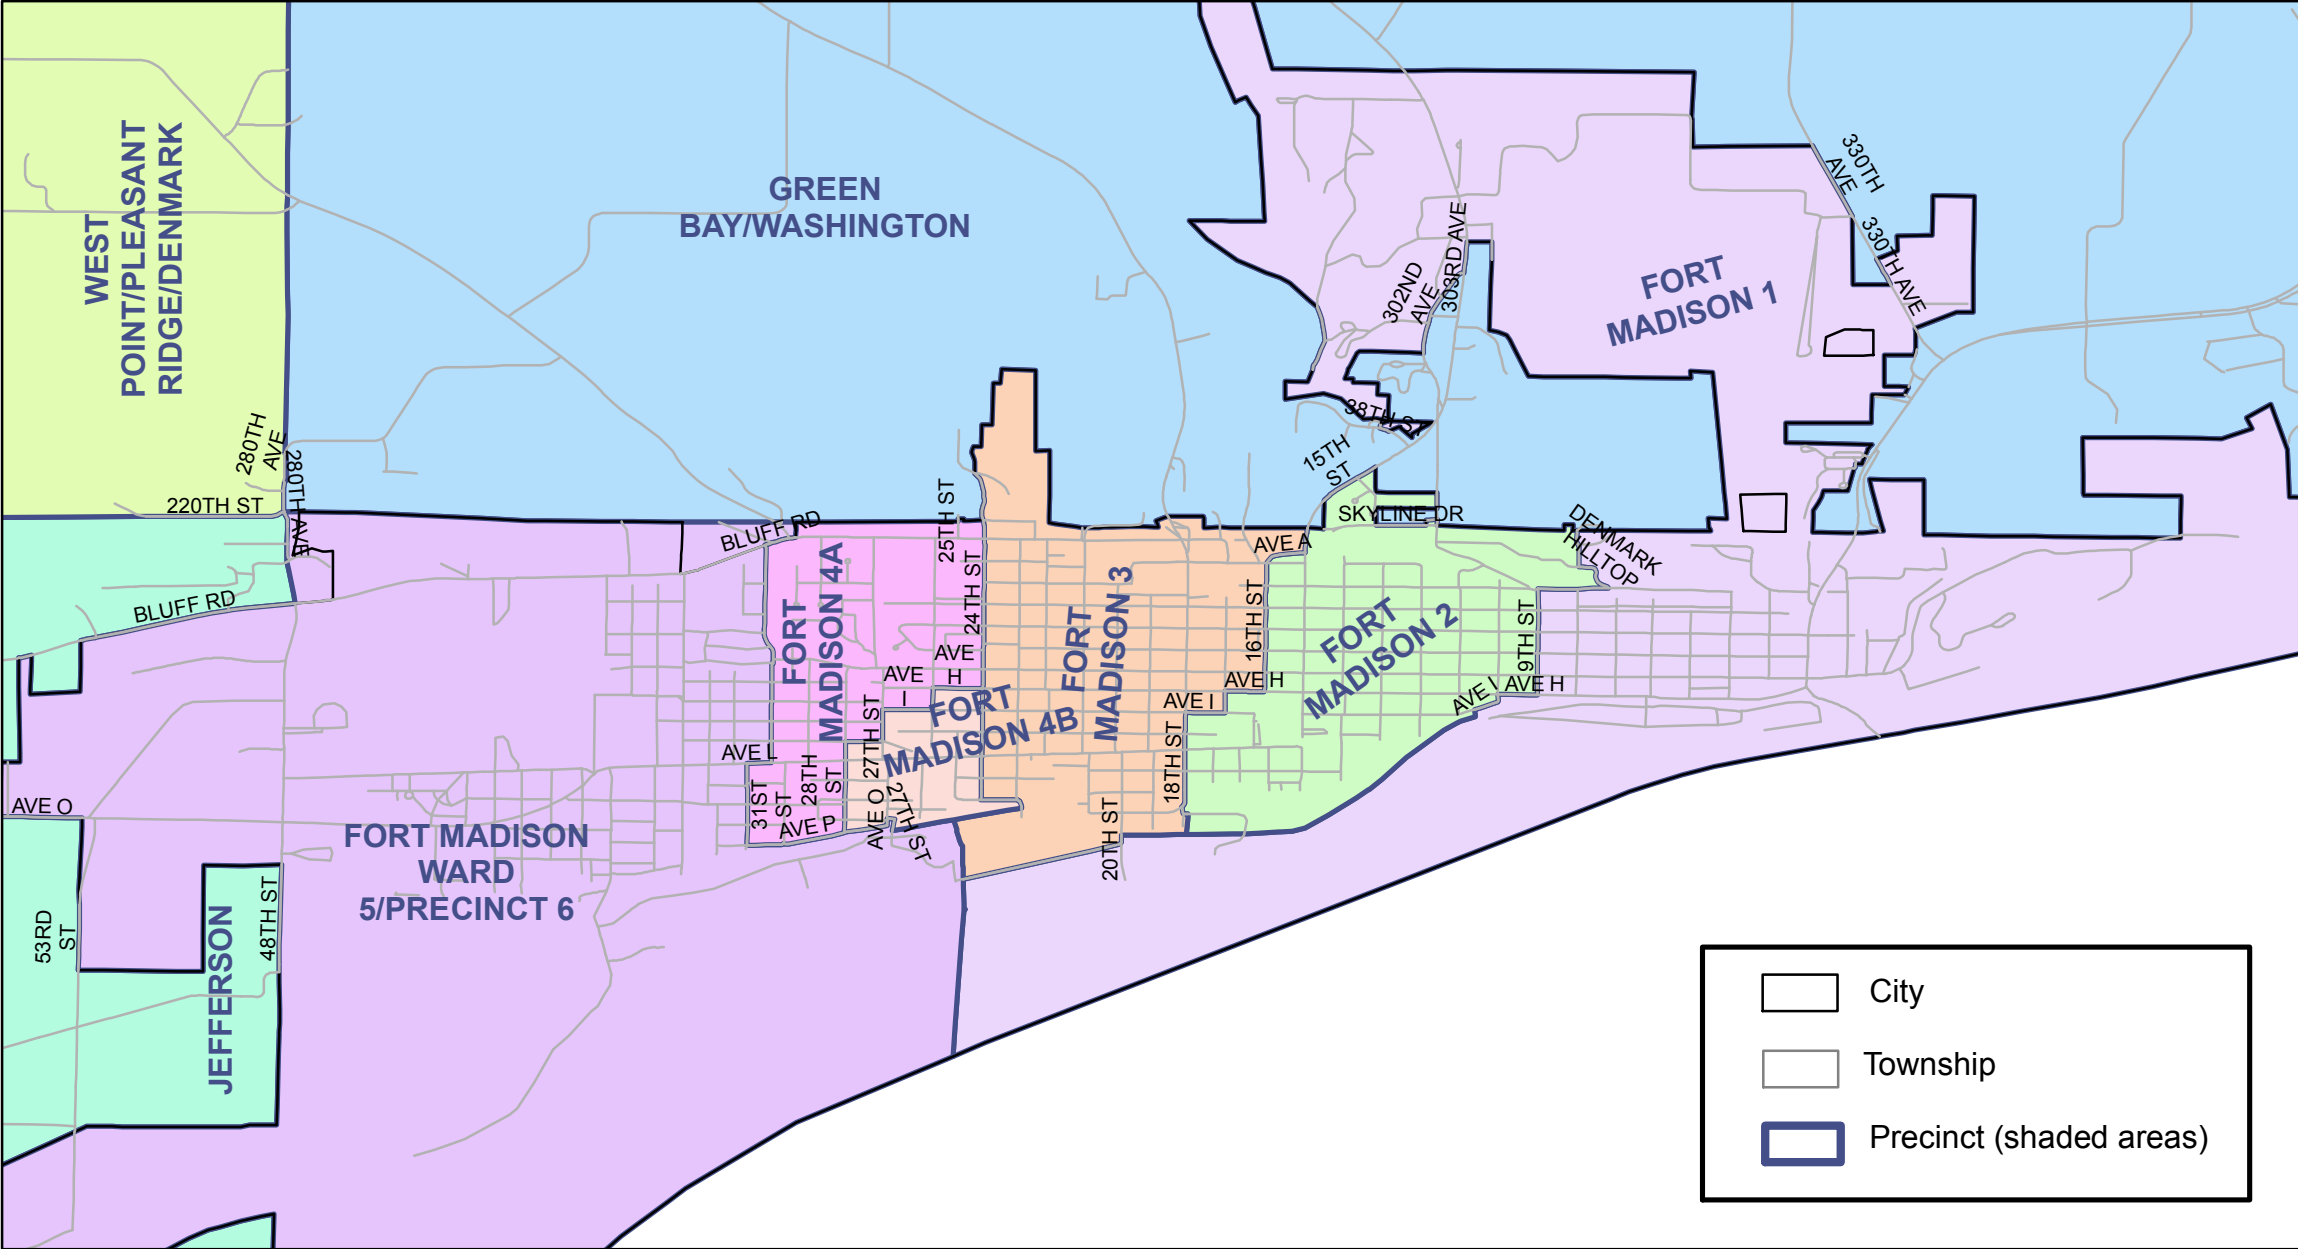 WEST
POINT/PLEASANT
RIDGE/DENMARK
GREEN
BAY/WASHINGTON
330TH
AVE
330TH AVE
303RD AVE
302ND
AVE
FORT
MADISON 1
38TH ST
15TH
ST
SKYLINE DR
DENMARK
HILLTOP
280TH
AVE
280TH AVE
220TH ST
BLUFF RD
BLUFF RD
25TH ST
24TH ST
AVE A
16TH ST
9TH ST
FORT
MADISON 4A
FORT
MADISON 3
FORT
MADISON 2
AVE
H
AVE
I
FORT
MADISON 4B
AVE H
AVE I
AVE I
AVE H
AVE L
27TH ST
28TH
ST
31ST
ST
AVE P
AVE O
27TH ST
18TH ST
20TH ST
AVE O
FORT MADISON
WARD
5/PRECINCT 6
53RD
ST
48TH ST
JEFFERSON
City
Township
Precinct (shaded areas)